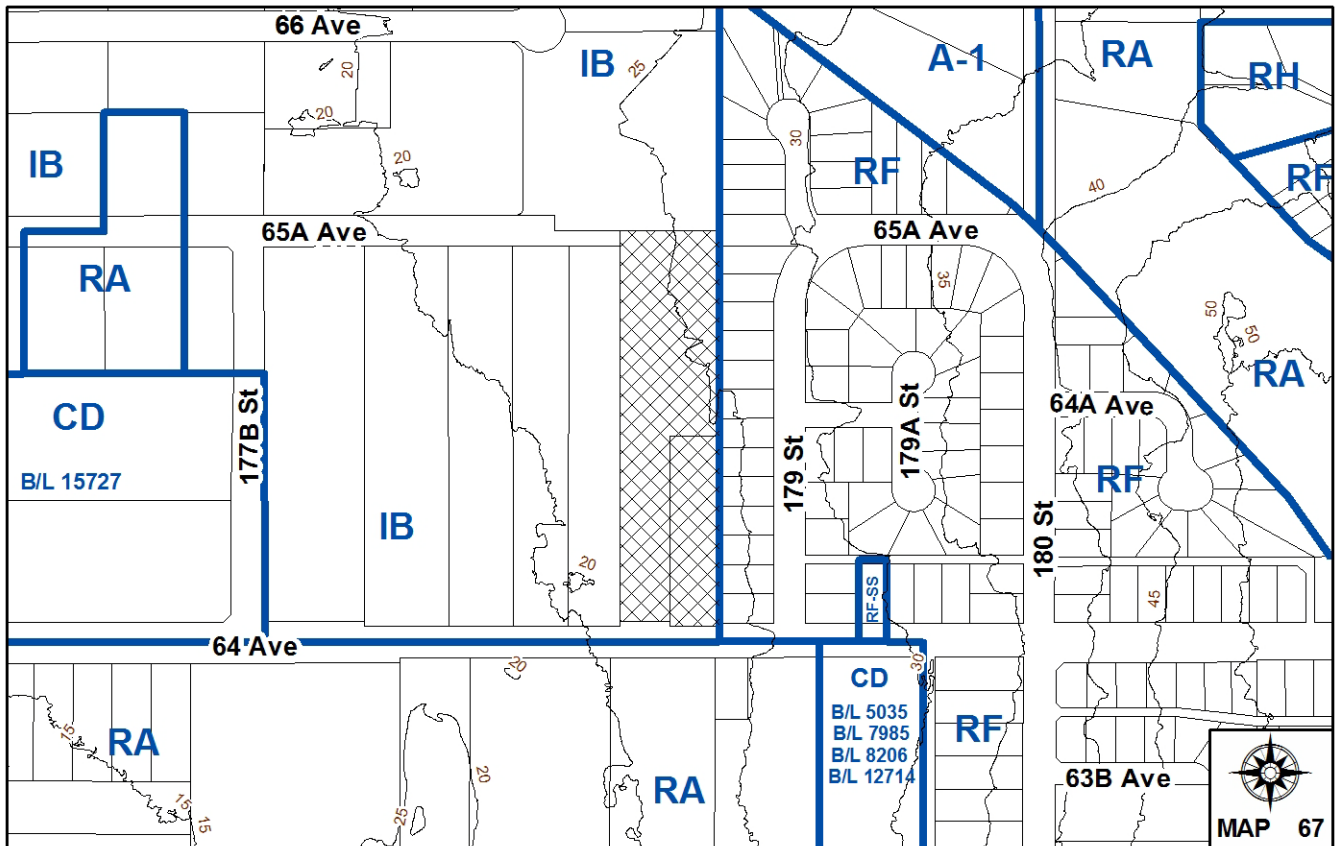 66 Ave
IB
25
A-1
RA
RH
20
20
30
IB
20
RF
40
RF
65A Ave
65A Ave
RA
35
50
50
RA
CD
177B St
179A St
64A Ave
B/L 15727
179 St
RF
IB
180 St
20
RF-SS
45
64 Ave
20
30
CD
B/L 5035
B/L 7985
B/L 8206
B/L 12714
RF
15
RA
20
RA
63B Ave
15
15
25
MAP 67